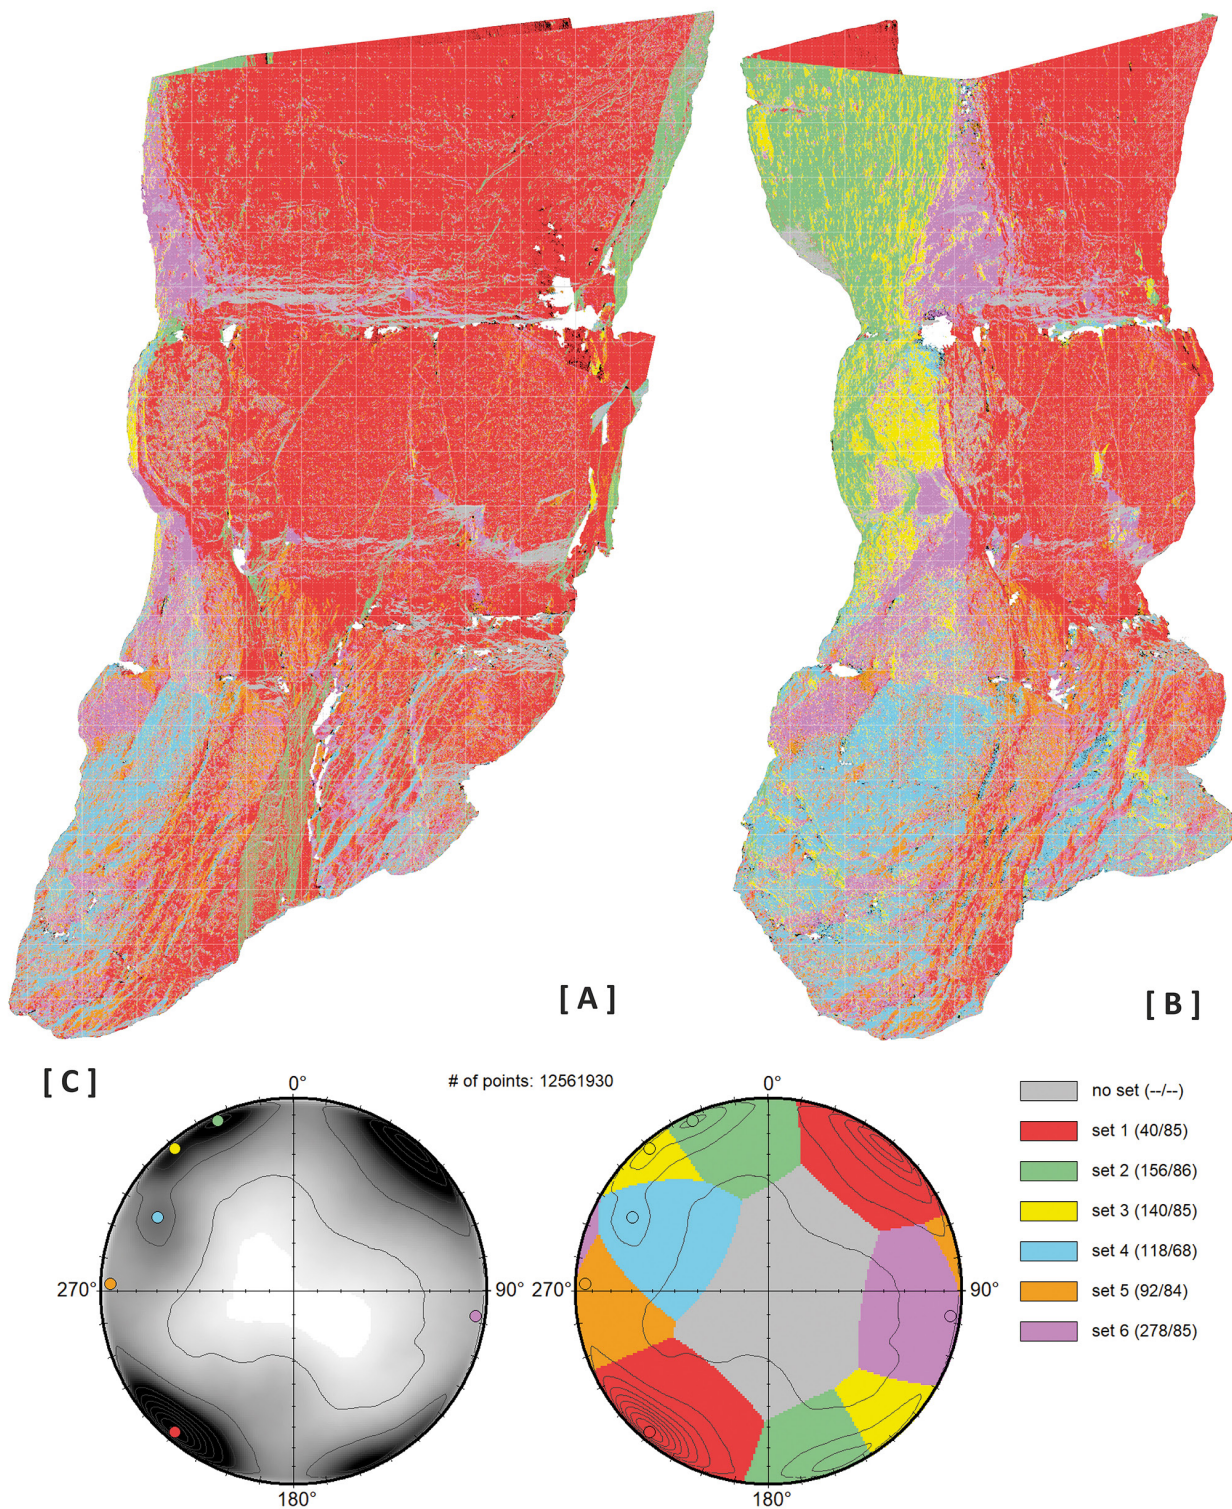 [ A ]
[ B ]
[ C ]
# of points: 12561930
0°
270°
90°
180°
0°
270°
90°
180°
no set (--/--)
set 1 (40/85)
set 2 (156/86)
set 3 (140/85)
set 4 (118/68)
set 5 (92/84)
set 6 (278/85)